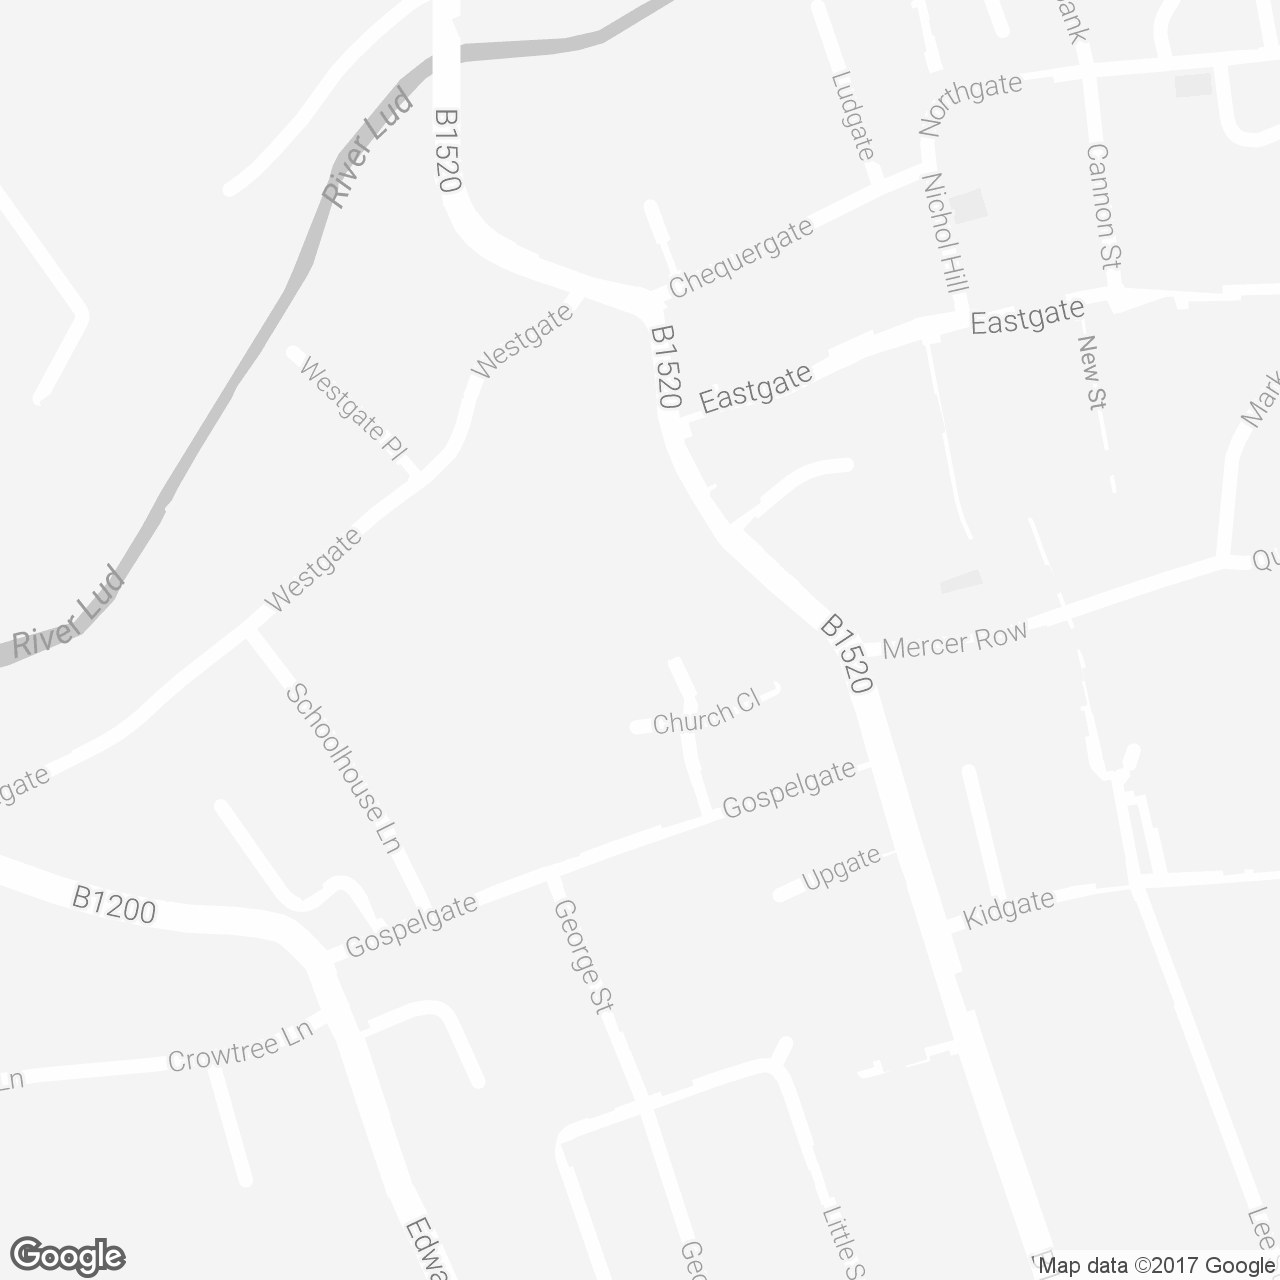 River Lud
B1520
Ludgate
Northgate
Cannon St
Nichol Hill
Chequergate
Eastgate
Westgate
B1520
New St
Eastgate
Westgate Pl
Westgate
River Lud
B1520
Mercer Row
Schoolhouse Ln
Church Cl
Gospelgate
Upgate
B1200
Gospelgate
George St
Kidgate
Crowtree Ln
Ln
Little S
Lee
Edwa
Google
Map data ©2017 Google